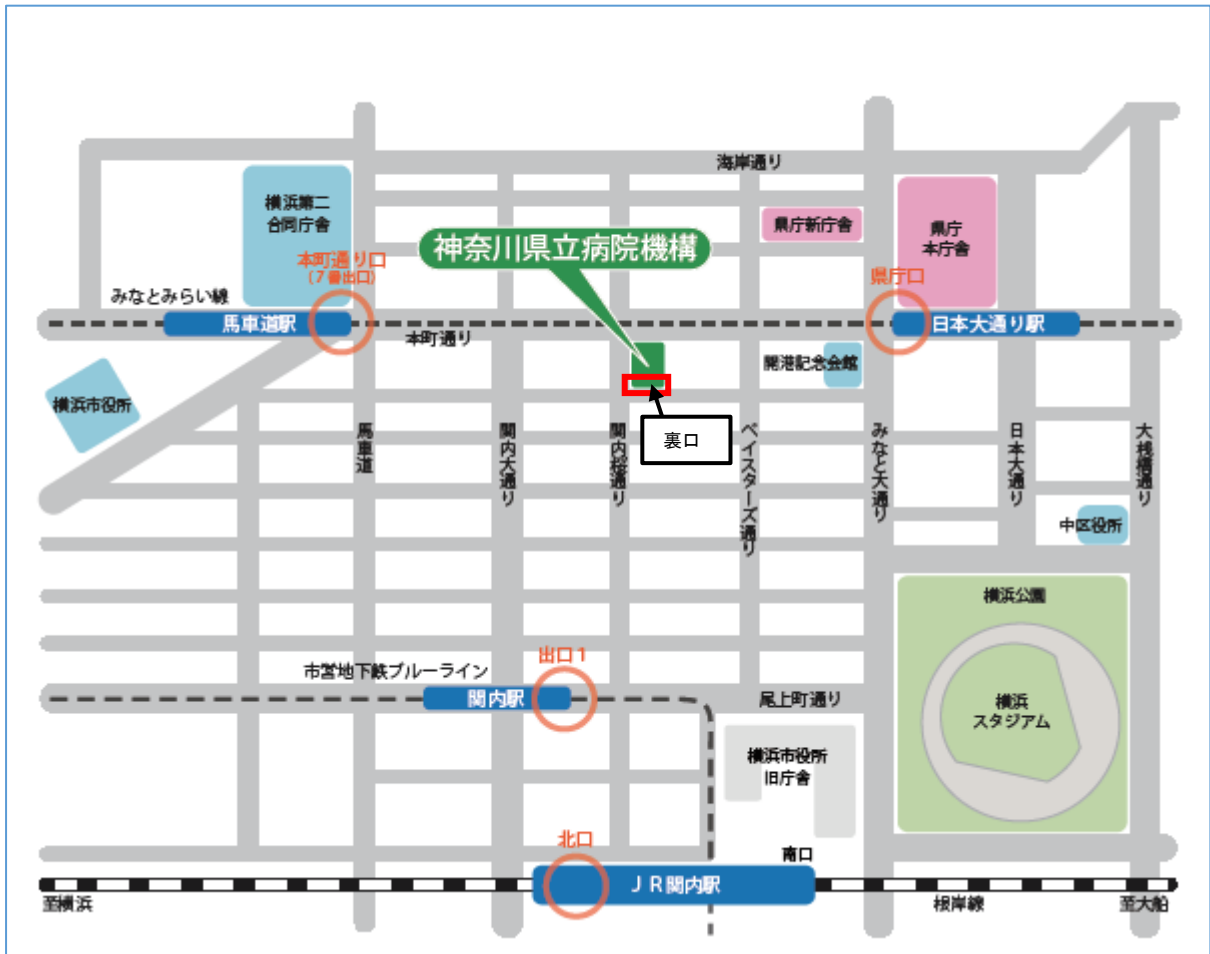 海岸通り
横浜第二
合同庁舎
県庁新庁舎
県庁
本庁舎
神奈川県立病院機構
本町通り口
(7番出口)
県庁口
みなとみらい線
馬車道駅
日本大通り駅
本町通り
開港記念会館
横浜市役所
裏口
馬車道
関内大通り
関内桜通り
ベイスターズ通り
みなと大通り
日本大通り
大桟橋通り
中区役所
横浜公園
出口1
市営地下鉄ブルーライン
関内駅
尾上町通り
横浜
スタジアム
横浜市役所
旧庁舎
北口
南口
JR関内駅
至横浜
根岸線
至大船